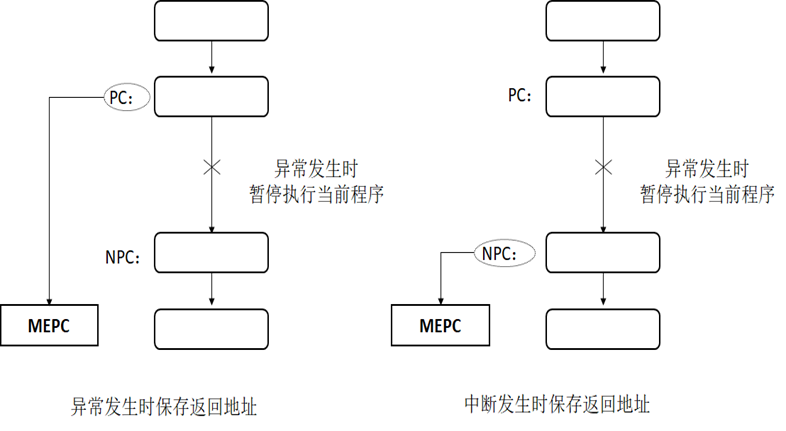 PC：
异常发生时
暂停执行当前程序
NPC：
MEPC
异常发生时保存返回地址
PC：
异常发生时
暂停执行当前程序
NPC：
MEPC
中断发生时保存返回地址